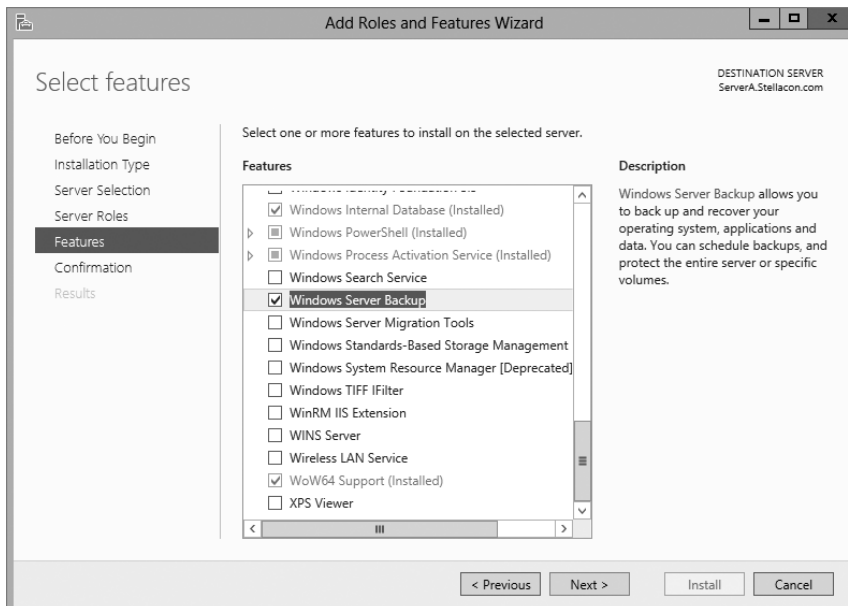 Add Roles and Features Wizard
Select features
DESTINATION SERVER
ServerA.Stellacon.com
Before You Begin
Installation Type
Server Selection
Server Roles
Features
Confirmation
Results
Select one or more features to install on the selected server.
Features
Windows Internal Database (Installed)
Windows PowerShell (Installed)
Windows Process Activation Service (Installed)
Windows Search Service
Windows Server Backup
Windows Server Migration Tools
Windows Standards-Based Storage Management
Windows System Resource Manager [Deprecated]
Windows TIFF IFilter
WinRM IIS Extension
WINS Server
Wireless LAN Service
WoW64 Support (Installed)
XPS Viewer
Description
Windows Server Backup allows you
to back up and recover your
operating system, applications and
data. You can schedule backups, and
protect the entire server or specific
volumes.
< Previous
Next >
Install
Cancel